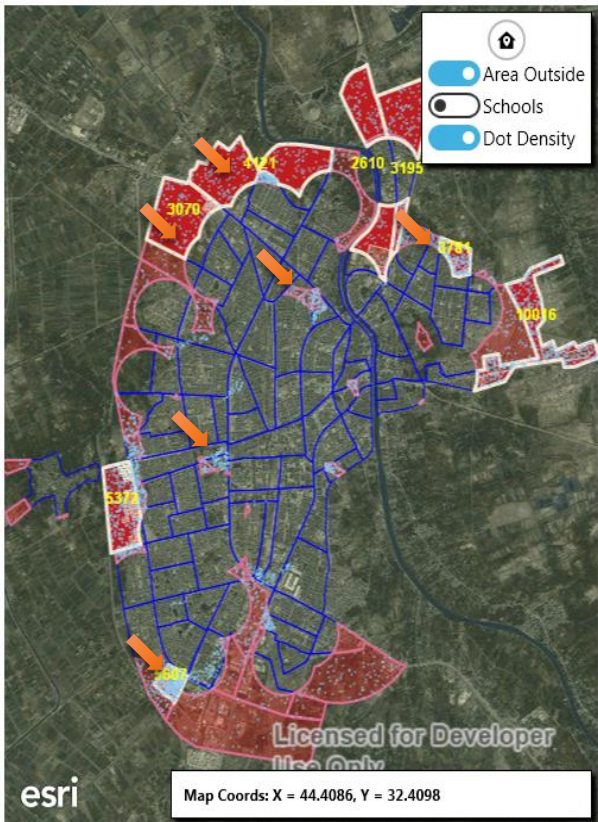 Area Outside
Schools
Dot Density
4121
2610
3195
3070
3781
10016
5372
5607
Licensed for Developer
Use Only
esri
Map Coords: X = 44.4086, Y = 32.4098